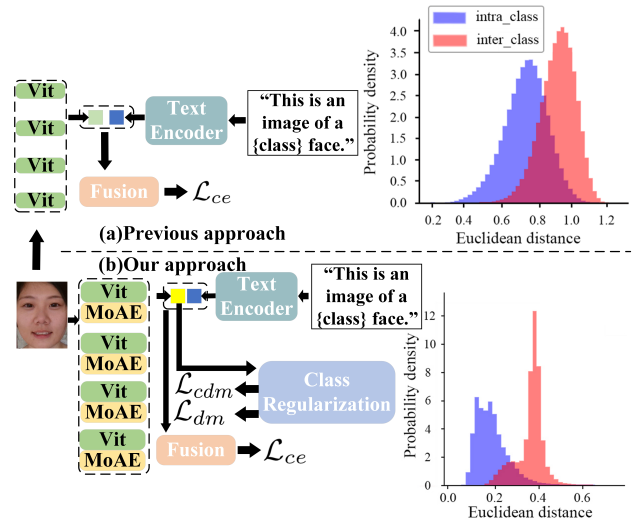 Vit
Vit
Vit
Vit
Text
Encoder
“This is an
image of a
{class} face.”
Fusion
ℒce
(a)Previous approach
intra_class
inter_class
Probability density
4.0
3.5
3.0
2.5
2.0
1.5
1.0
0.5
0.0
0.2 0.4 0.6 0.8 1.0 1.2
Euclidean distance
(b)Our approach
Vit
MoAE
Vit
MoAE
Vit
MoAE
Vit
MoAE
Text
Encoder
“This is an
image of a
{class} face.”
ℒcdm
ℒdm
Class
Regularization
Fusion
ℒce
Probability density
12
10
8
6
4
2
0
0.0 0.2 0.4 0.6
Euclidean distance